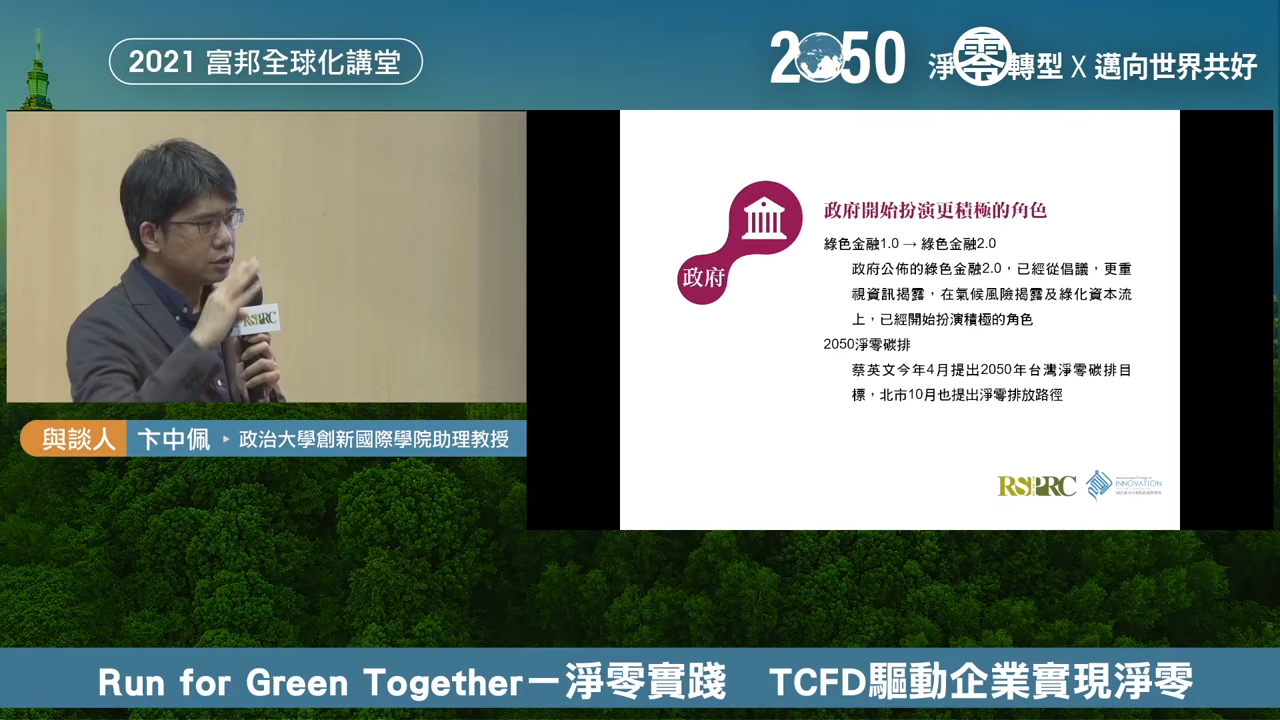 2021 富邦全球化講堂
2050 淨零轉型 X 邁向世界共好
RSPRC
與談人 卞中佩 政治大學創新國際學院助理教授
政府
政府開始扮演更積極的角色
綠色金融1.0 → 綠色金融2.0
政府公佈的綠色金融2.0，已經從倡議，更重
視資訊揭露，在氣候風險揭露及綠化資本流
上，已經開始扮演積極的角色
2050淨零碳排
蔡英文今年4月提出2050年台灣淨零碳排目
標，北市10月也提出淨零排放路徑
RSPRC
INNOVATION
Run for Green Together－淨零實踐 TCFD驅動企業實現淨零